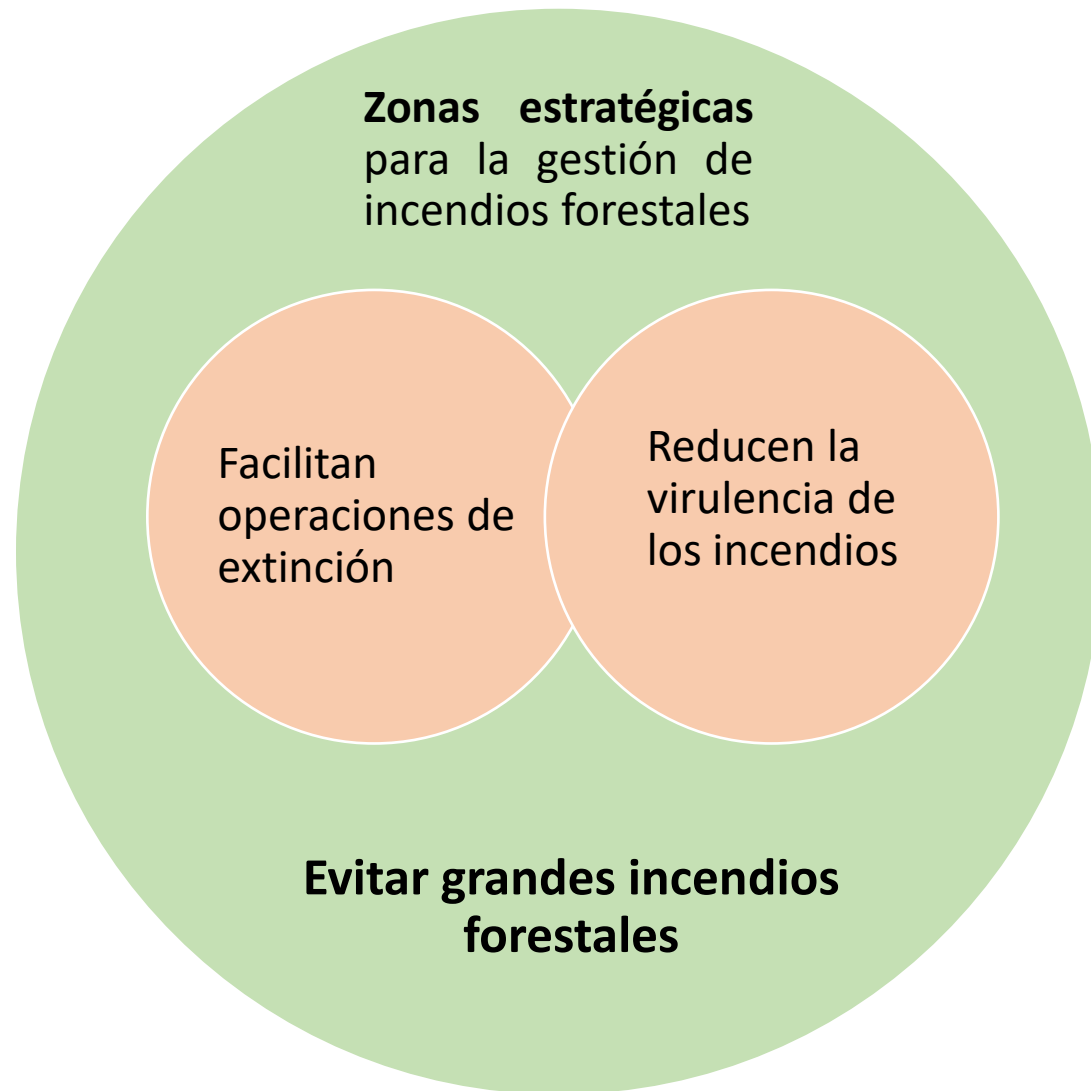 Zonas estratégicas
para la gestión de
incendios forestales
Facilitan
operaciones de
extinción
Reducen la
virulencia de
los incendios
Evitar grandes incendios
forestales